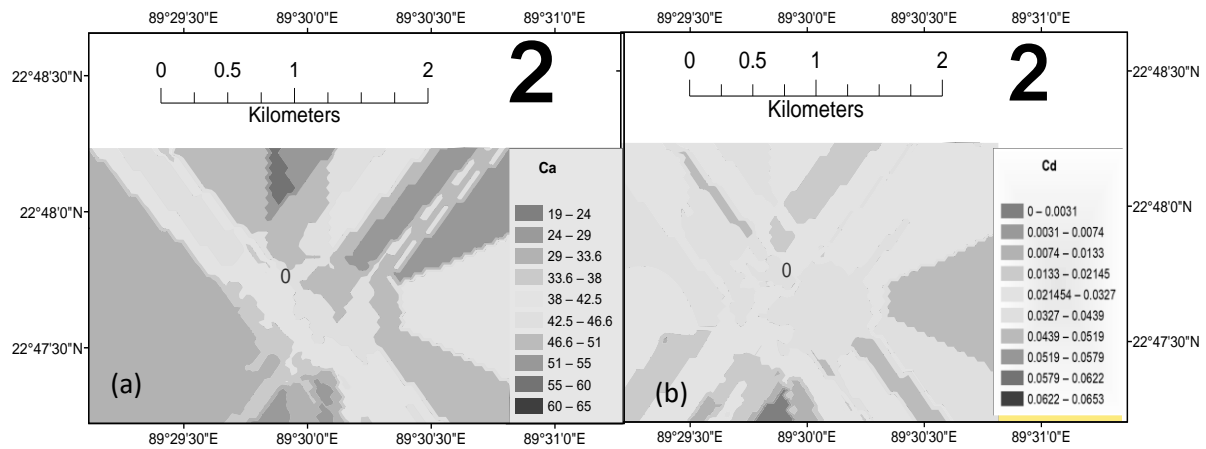 89°29'30"E 89°30'0"E 89°30'30"E 89°31'0"E
89°29'30"E 89°30'0"E 89°30'30"E 89°31'0"E
22°48'30"N
22°48'0"N
22°47'30"N
0 0.5 1 2
Kilometers
2
0
(a)
Ca
19 – 24
24 – 29
29 – 33.6
33.6 – 38
38 – 42.5
42.5 – 46.6
46.6 – 51
51 – 55
55 – 60
60 – 65
89°29'30"E 89°30'0"E 89°30'30"E 89°31'0"E
0 0.5 1 2
Kilometers
2
0
(b)
Cd
0 – 0.0031
0.0031 – 0.0074
0.0074 – 0.0133
0.0133 – 0.02145
0.021454 – 0.0327
0.0327 – 0.0439
0.0439 – 0.0519
0.0519 – 0.0579
0.0579 – 0.0622
0.0622 – 0.0653
22°48'30"N
22°48'0"N
22°47'30"N
89°29'30"E 89°30'0"E 89°30'30"E 89°31'0"E